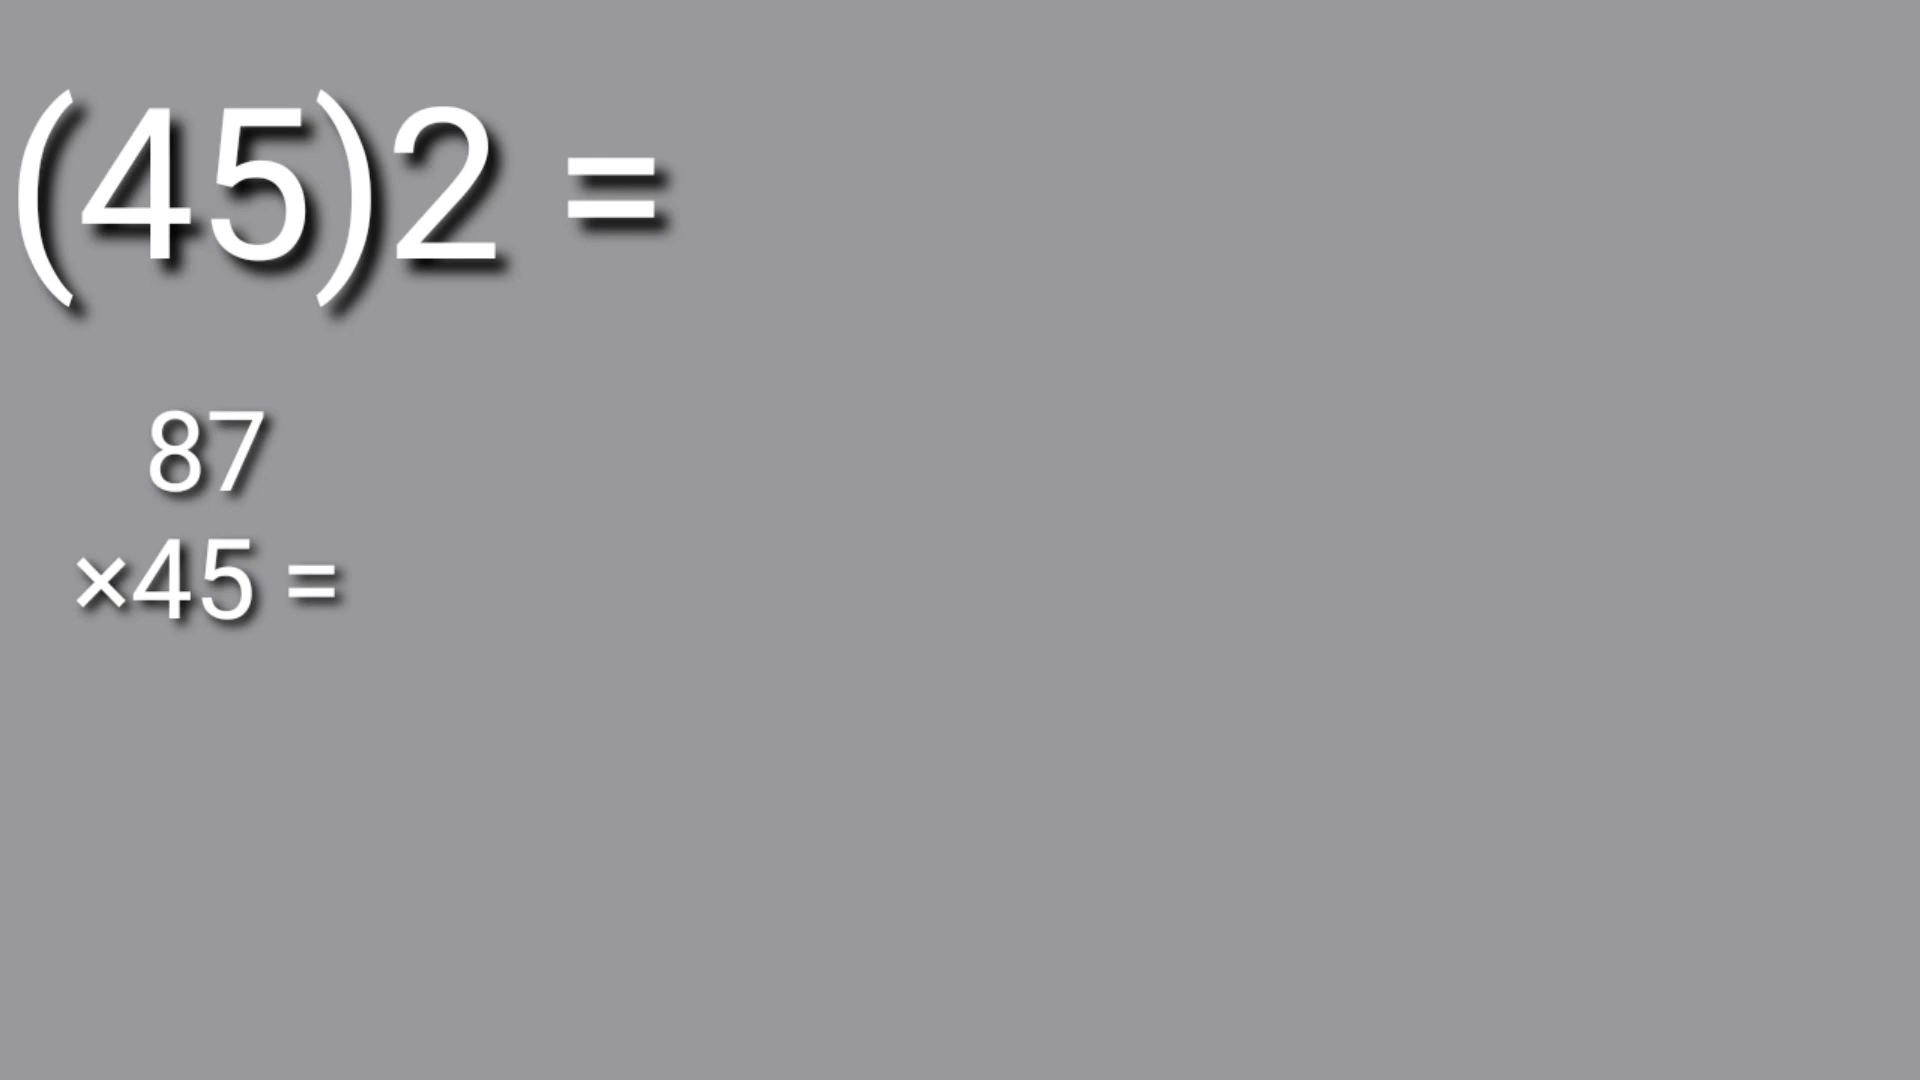 (45)2 =
87
×45 =